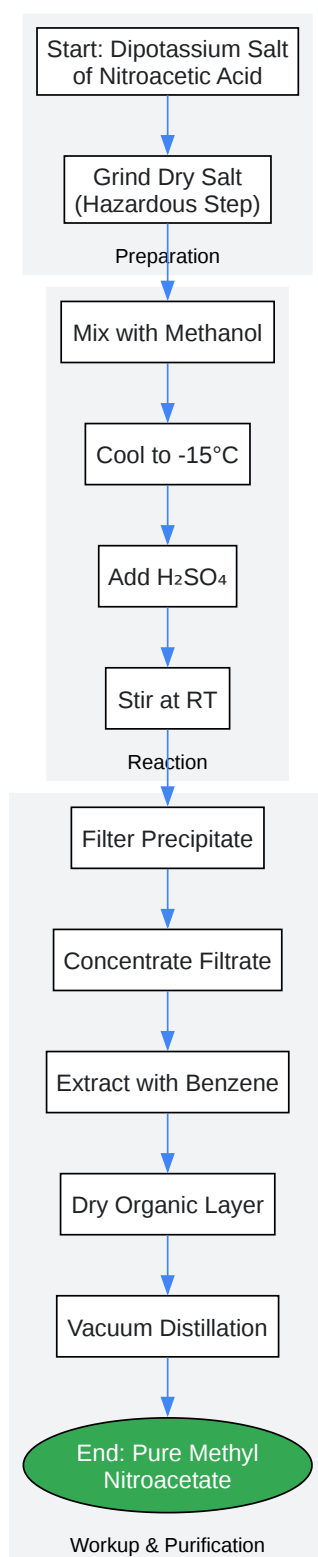 Start: Dipotassium Salt
of Nitroacetic Acid
Grind Dry Salt
(Hazardous Step)
Preparation
Mix with Methanol
Cool to -15°C
Add H₂SO₄
Stir at RT
Reaction
Filter Precipitate
Concentrate Filtrate
Extract with Benzene
Dry Organic Layer
Vacuum Distillation
End: Pure Methyl
Nitroacetate
Workup & Purification